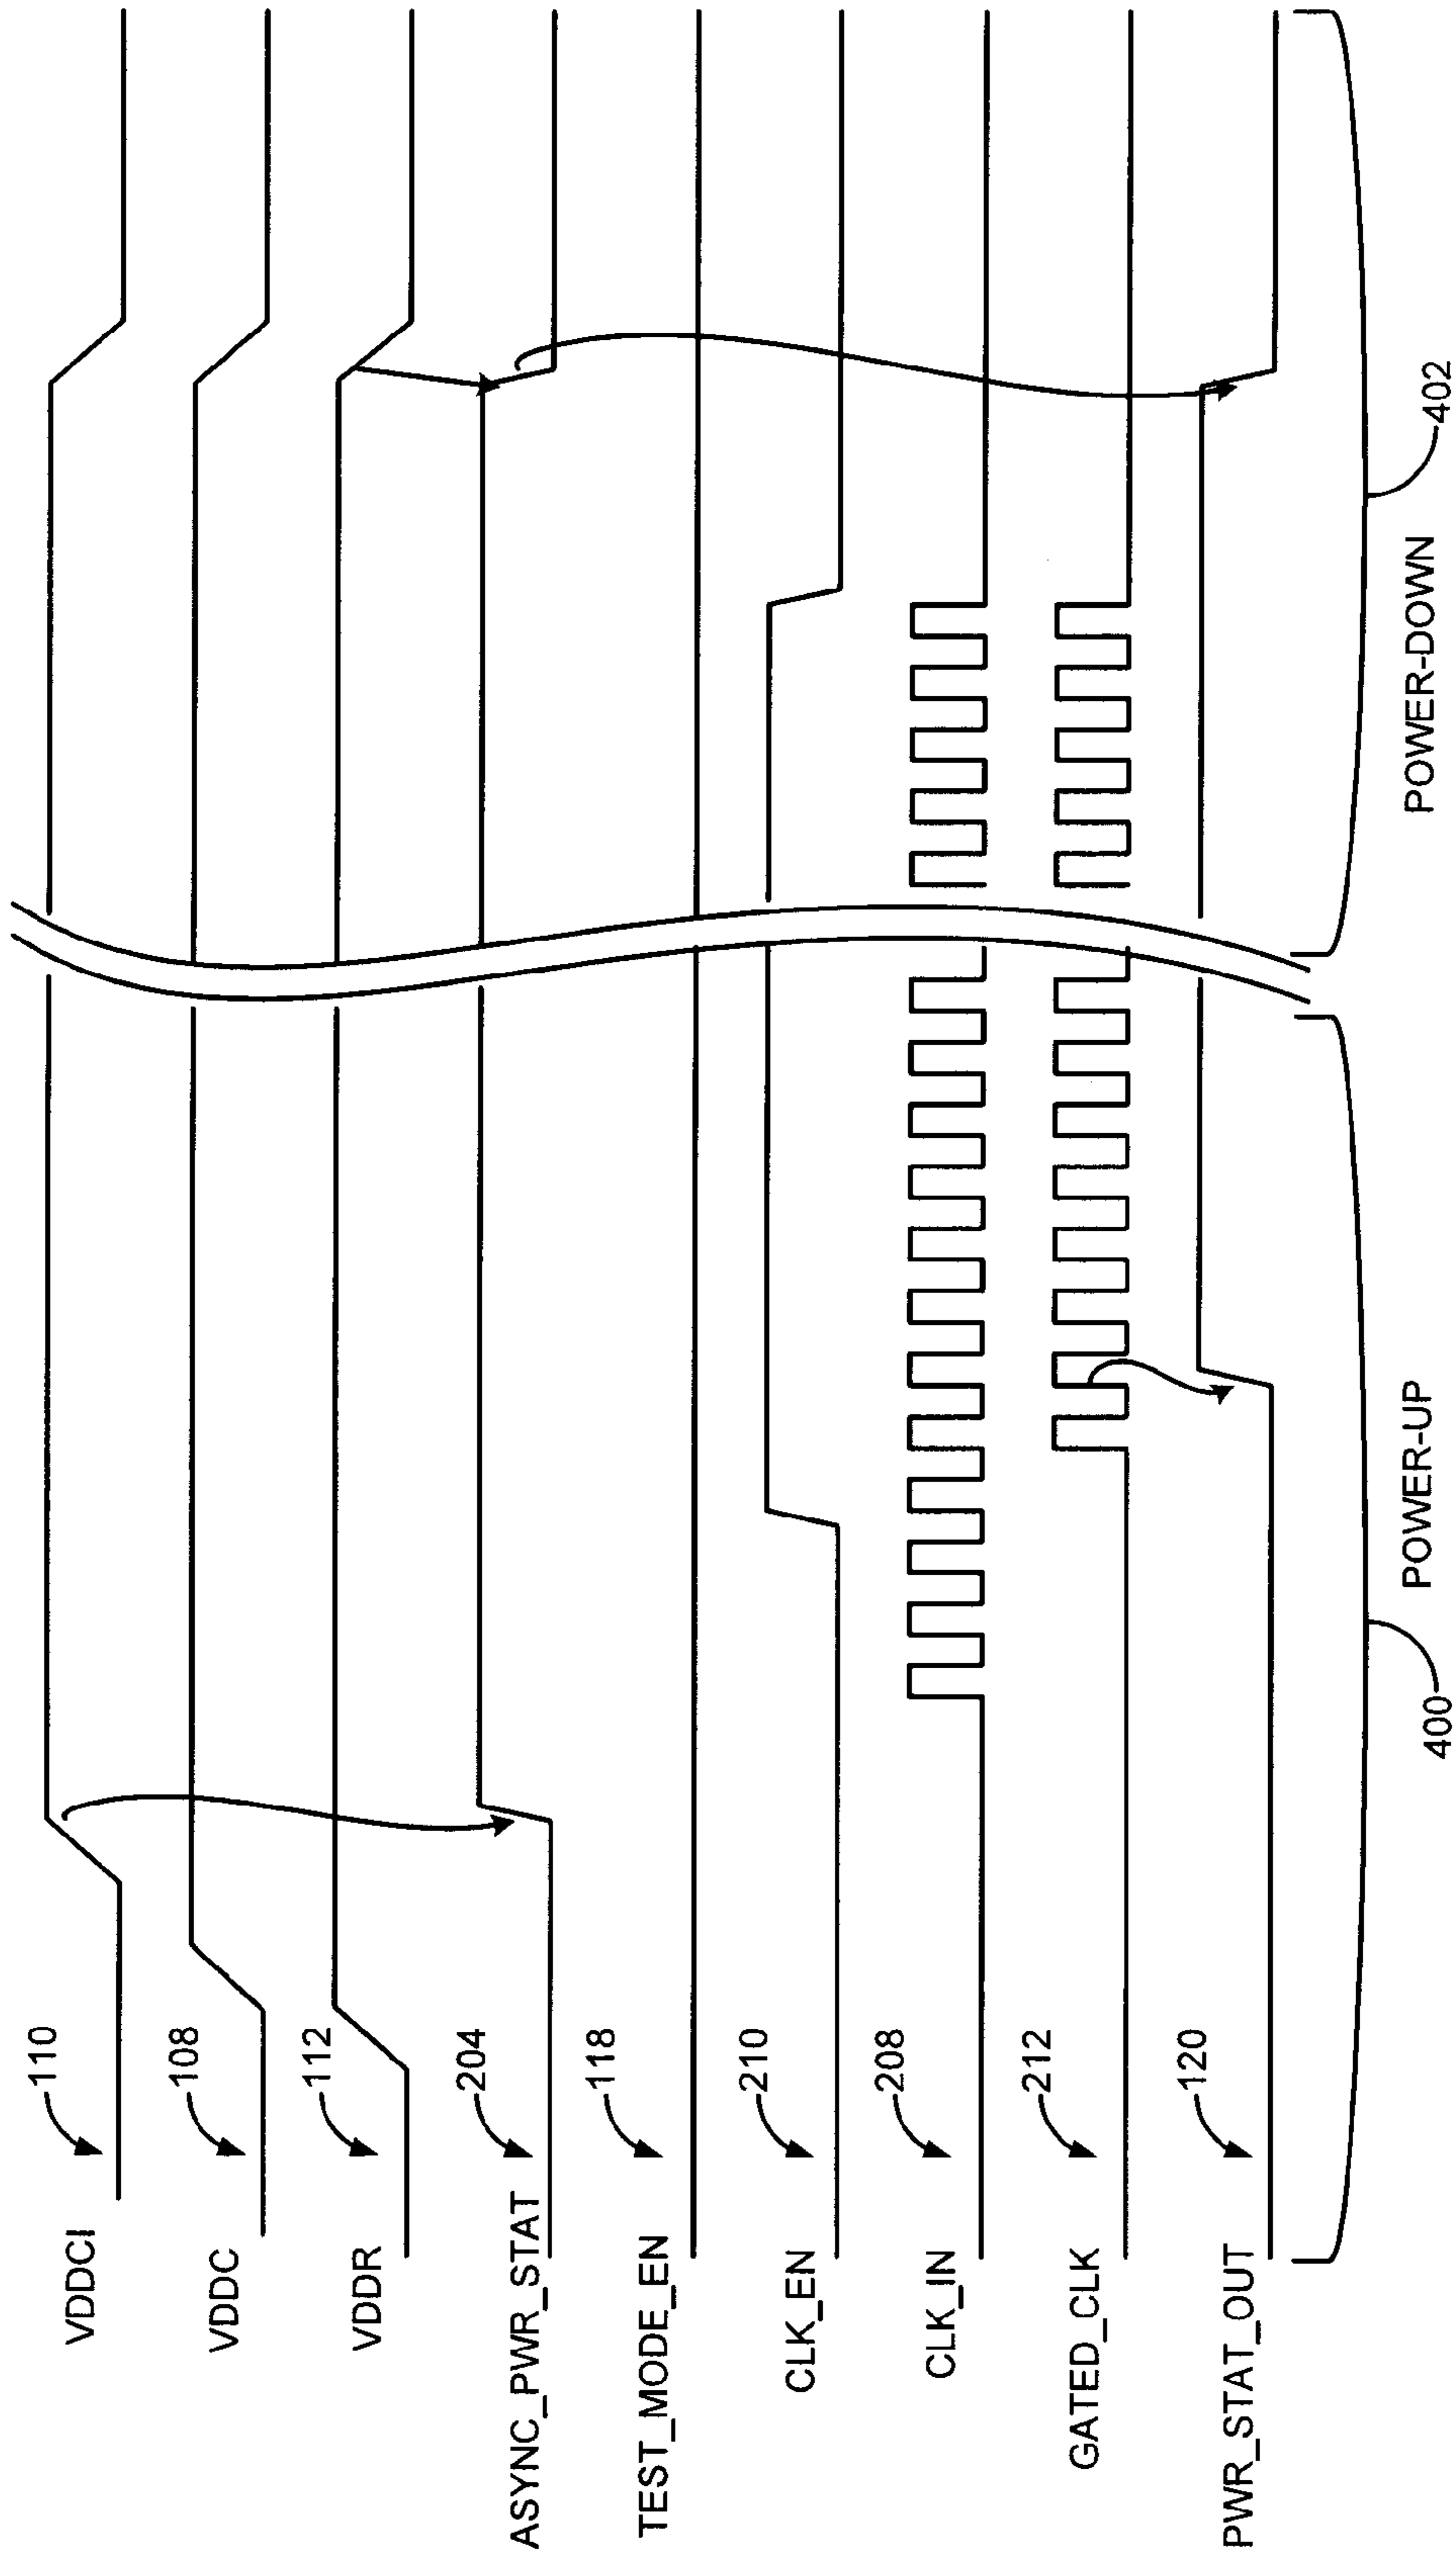 VDDCI 110
VDDC 108
VDDR 112
ASYNC_PWR_STAT 204
TEST_MODE_EN 118
CLK_EN 210
CLK_IN 208
GATED_CLK 212
PWR_STAT_OUT 120
400 POWER-UP
POWER-DOWN 402